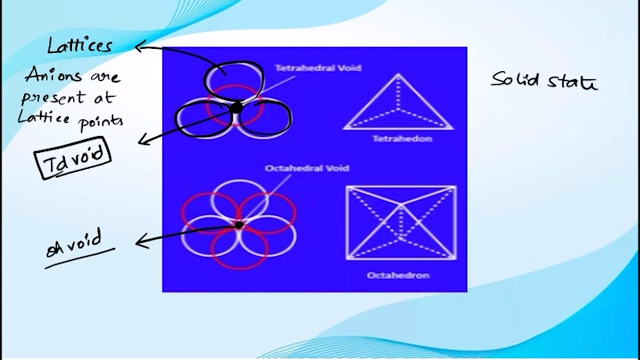 Lattices
Anions are
present at
Lattice points
Td void
oh void
Tetrahedral Void
Tetrahedon
Octahedral Void
Octahedron
Solid state